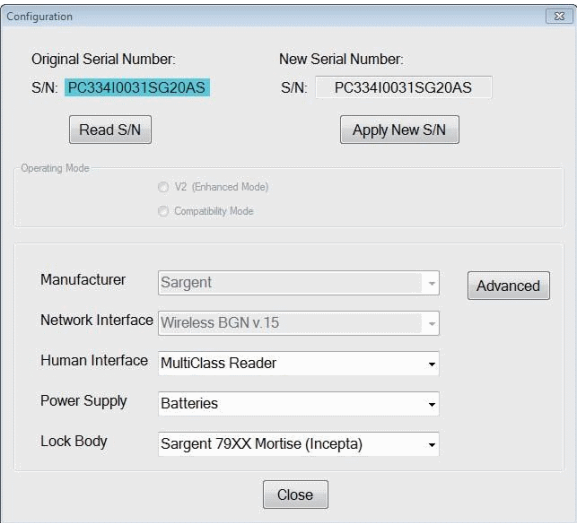 Configuration
Original Serial Number: New Serial Number:
S/N: PC334I0031SG20AS S/N: PC334I0031SG20AS
Read S/N Apply New S/N
Operating Mode
V2 (Enhanced Mode)
Compatibility Mode
Manufacturer Sargent Advanced
Network Interface Wireless BGN v.15
Human Interface MultiClass Reader
Power Supply Batteries
Lock Body Sargent 79XX Mortise (Incepta)
Close